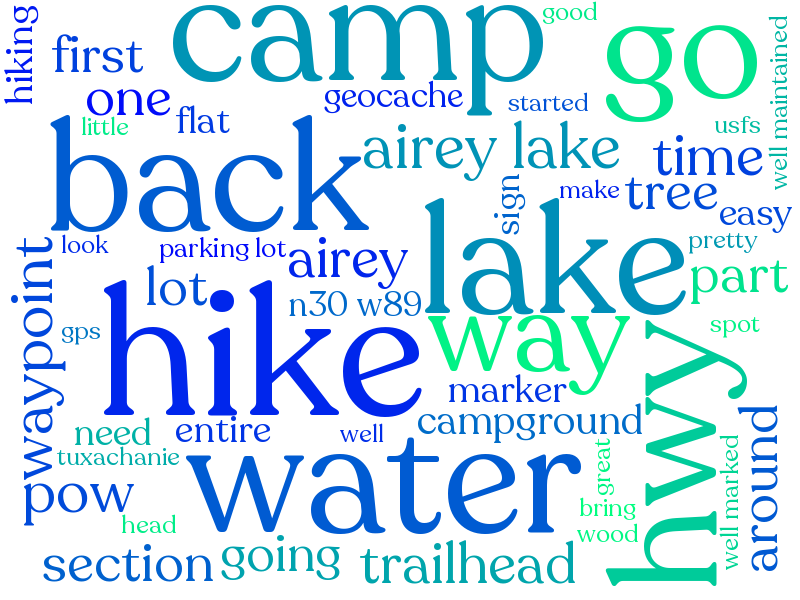 hiking
first
camp
good
go
one
geocache
started
little
flat
usfs
well maintained
back
airey lake
time
sign
make
tree
easy
look
parking lot
airey
lake
pretty
part
waypoint
lot
n30 w89
gps
hike
way
spot
marker
hwy
need
entire
well
campground
around
tuxachanie
water
great
well marked
pow
bring
head
wood
section
going
trailhead